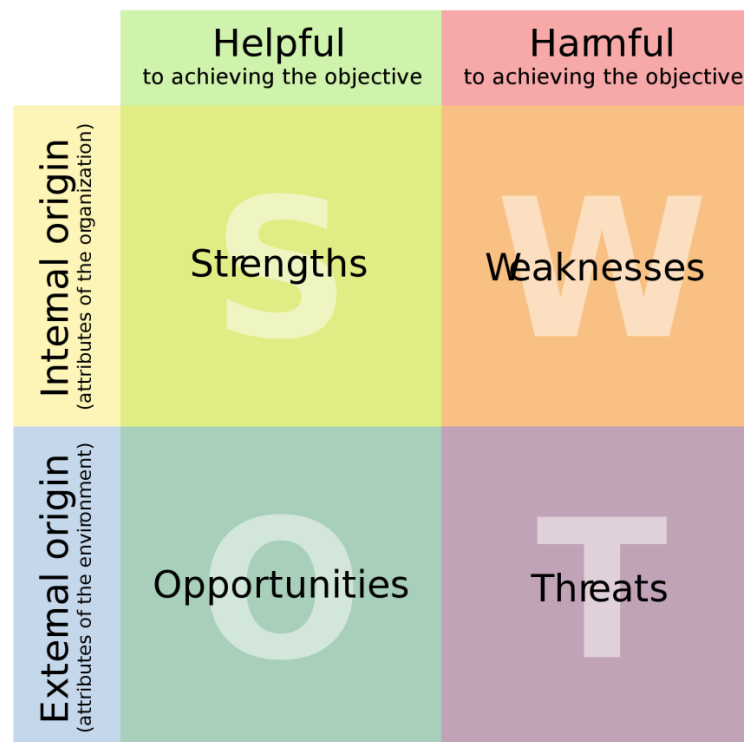 Helpful
to achieving the objective
Harmful
to achieving the objective
Internal origin
(attributes of the organization)
S
Strengths
W
Weaknesses
External origin
(attributes of the environment)
O
Opportunities
T
Threats